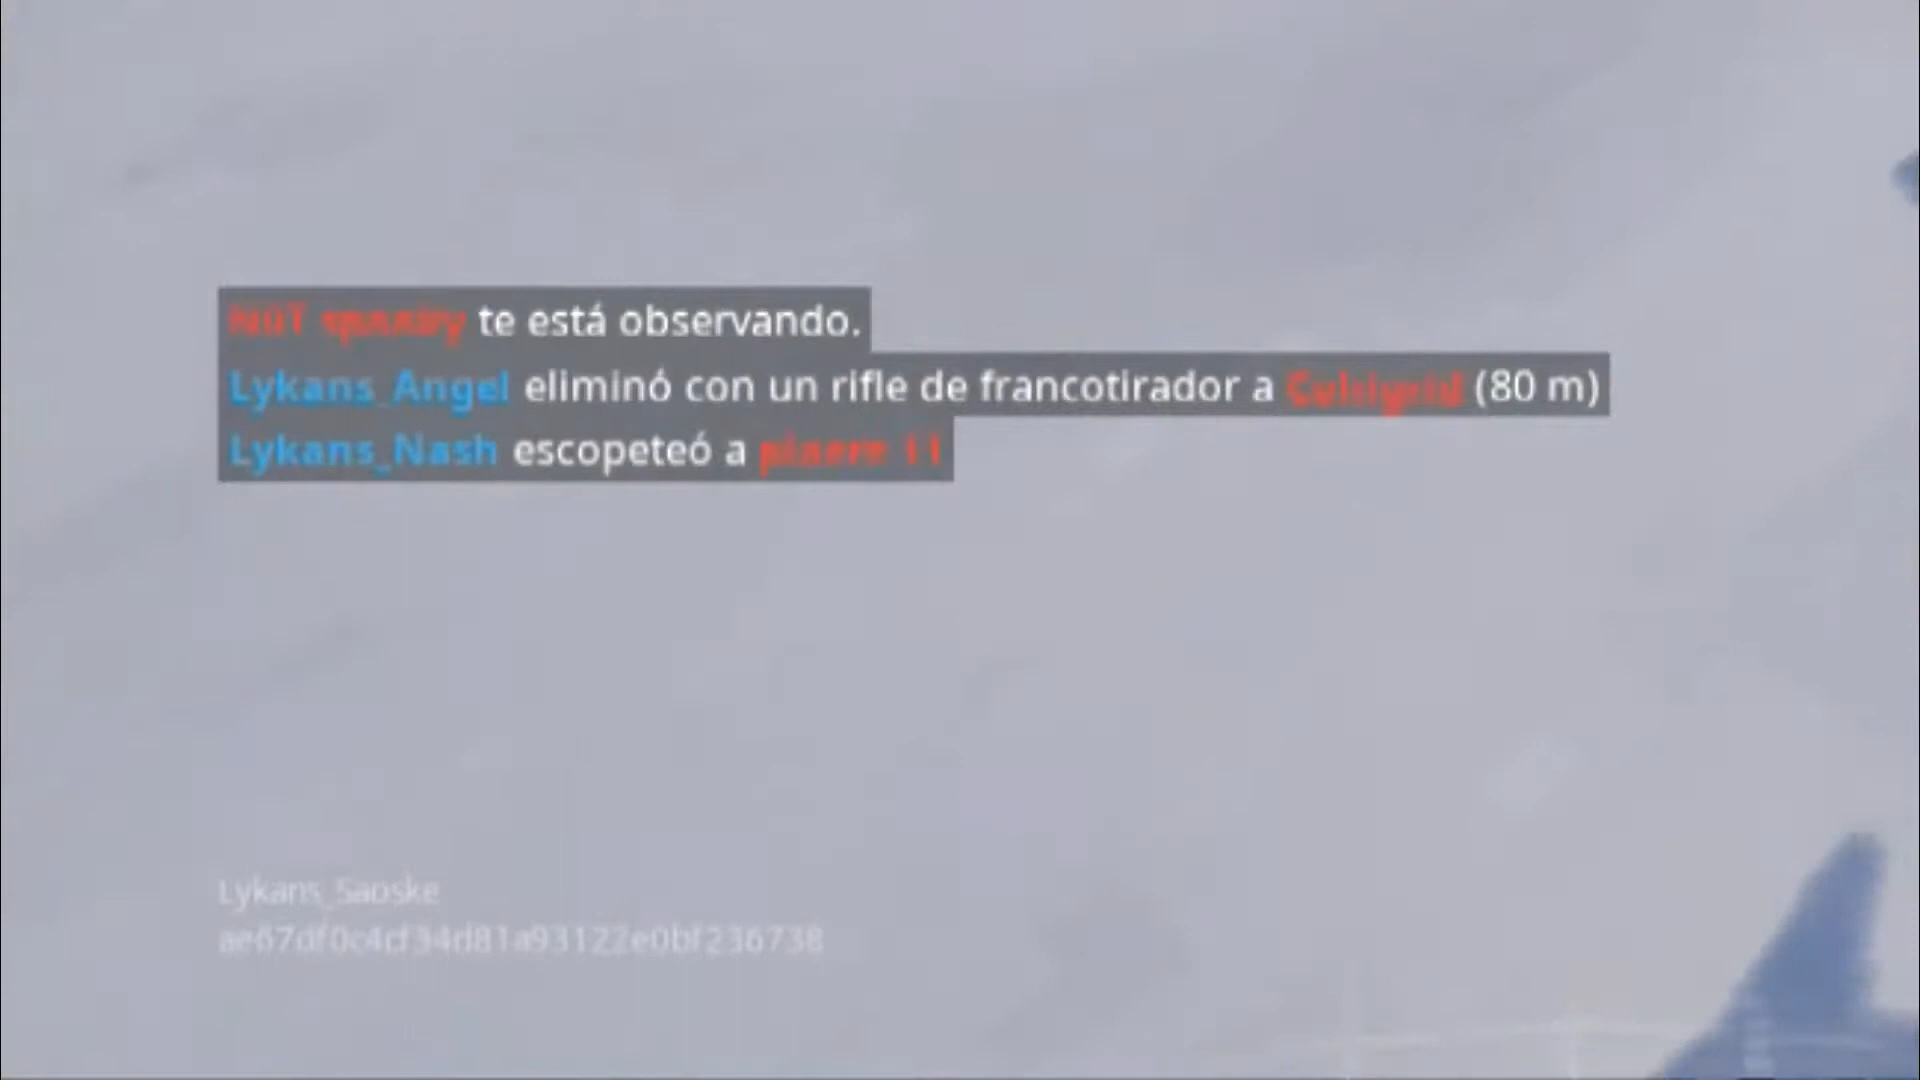 te está observando.
Lykans_Angel eliminó con un rifle de francotirador a (80 m)
Lykans_Nash escopeteó a
Lykans_Saoske
ae67df0c4cf34d81a93122e0bf236738